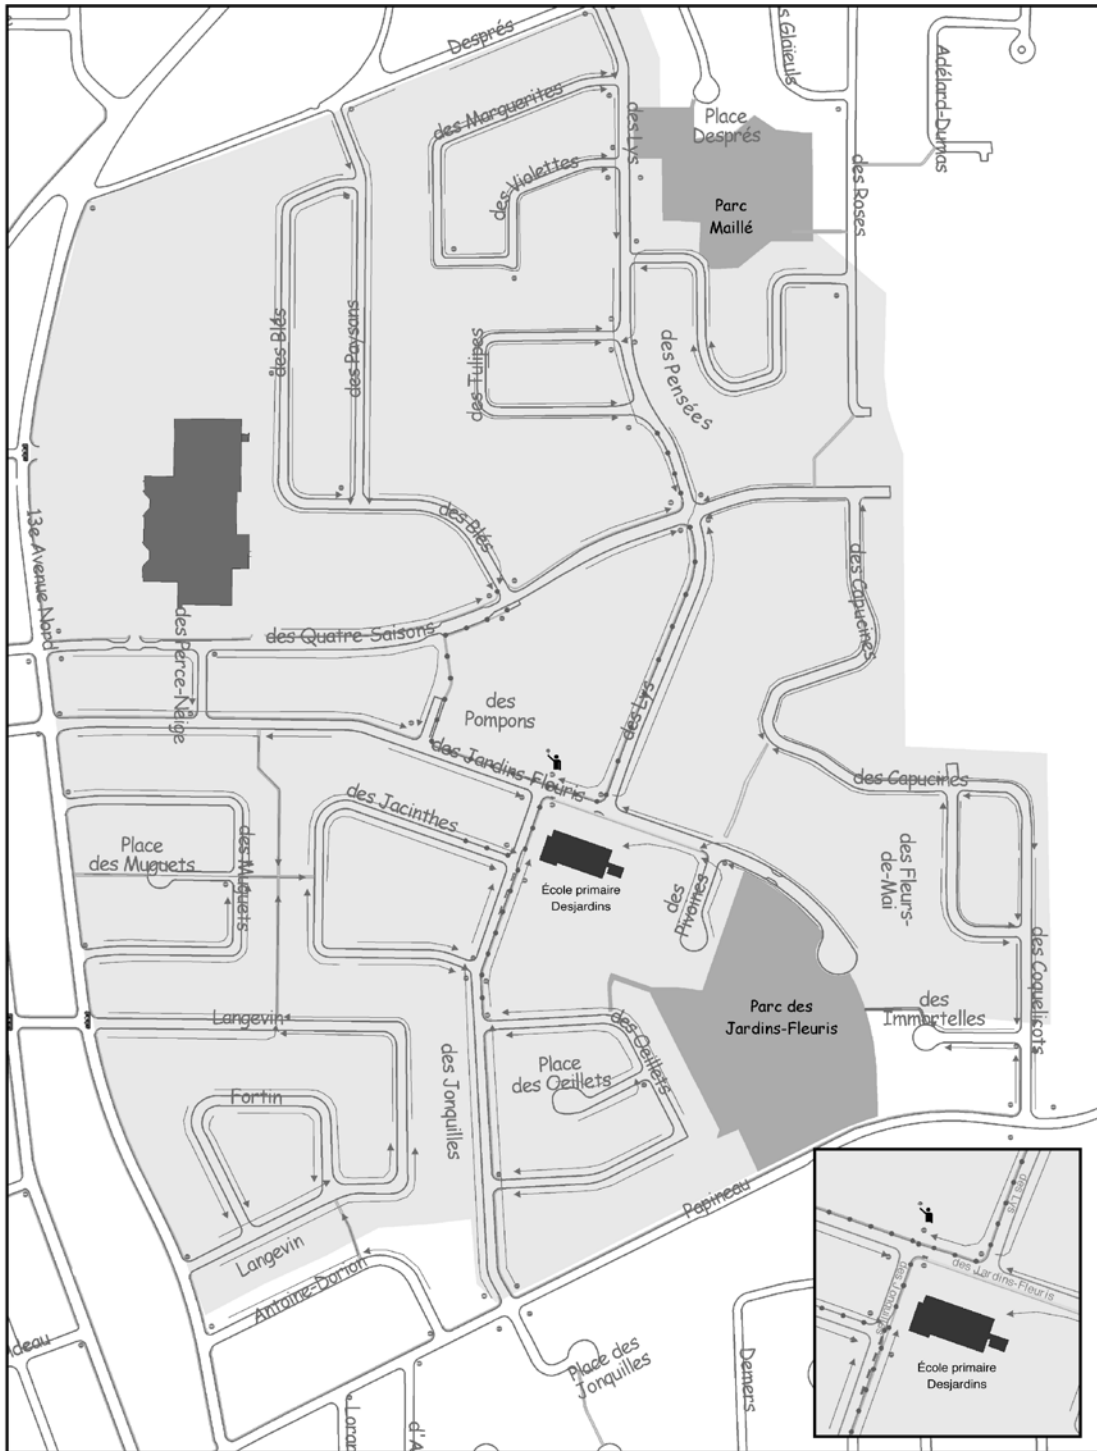 Després
s Glaïeuls
Adélard-Dumas
des Marguerites
des Lys
Place
Després
des Violettes
des Roses
Parc
Maillé
des Blés
des Paysans
des Tulipes
des Pensées
13e Avenue Nord
des Blés
des Capucines
des Perce-Neige
des Quatre Saisons
des
Pompons
des Lys
des Jardins-Fleuris
des Capucines
des Jacinthes
Place
des Muguets
des Muguets
des Fleurs-
de-Mai
École primaire
Desjardins
des
Pivoines
des Coquelicots
Parc des
Jardins-Fleuris
des
Immortelles
Langevin
des Oeillets
Place
des Oeillets
des Jonquilles
Fortin
Papineau
Langevin
Antoine-Dorion
deau
Place des
Jonquilles
Demers
Loran
d'A
des Lys
des Jardins-Fleuris
des Jonquilles
École primaire
Desjardins